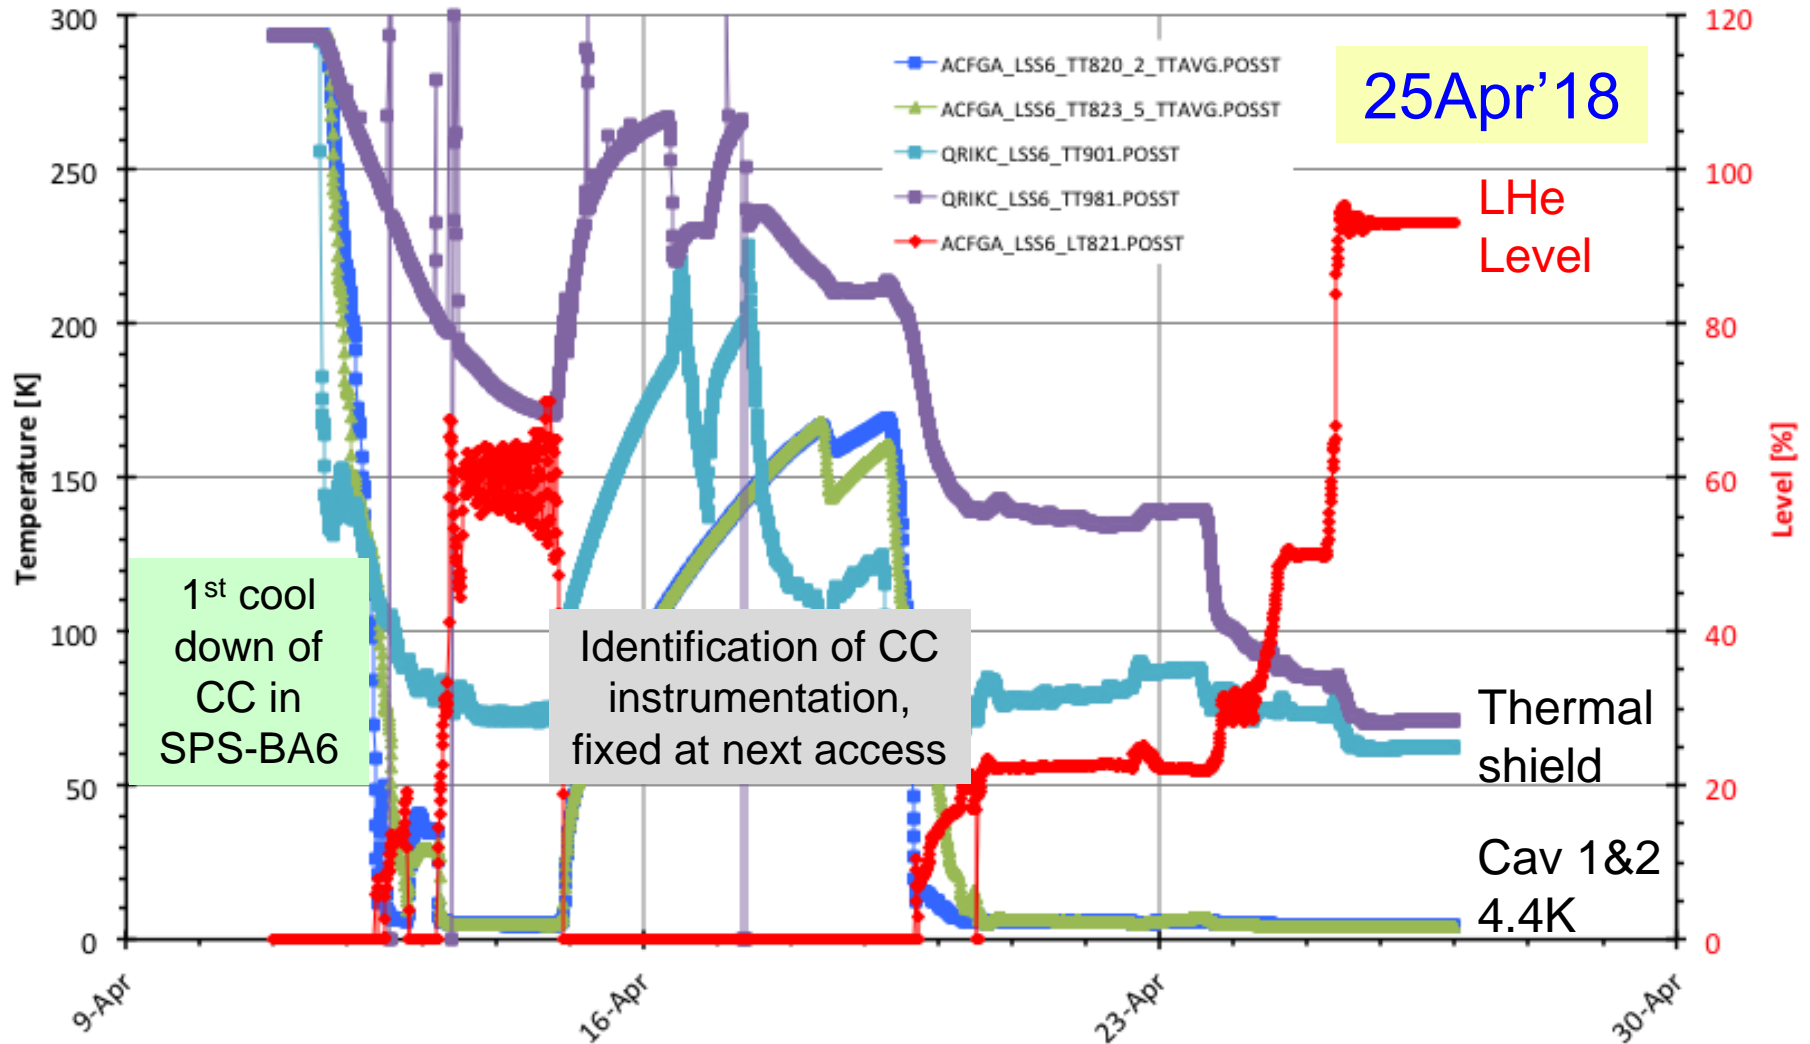 300
250
200
150
100
50
0
Temperature [K]
120
100
80
60
40
20
0
Level [%]
9-Apr
16-Apr
23-Apr
30-Apr
ACFGA_LSS6_TT820_2_TTAVG.POSST
ACFGA_LSS6_TT823_5_TTAVG.POSST
QRIKC_LSS6_TT901.POSST
QRIKC_LSS6_TT981.POSST
ACFGA_LSS6_LT821.POSST
25Apr’18
LHe
Level
1st cool
down of
CC in
SPS-BA6
Identification of CC
instrumentation,
fixed at next access
Thermal
shield
Cav 1&2
4.4K